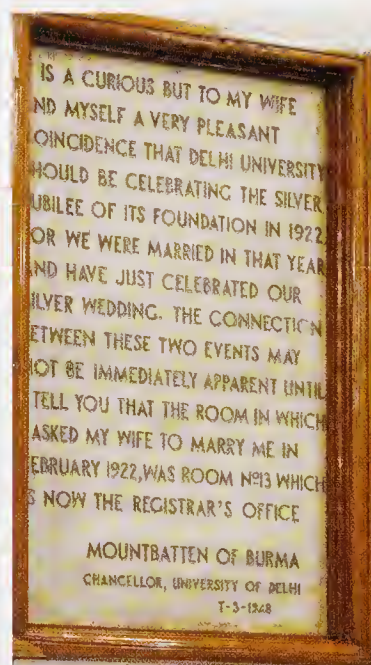 IS A CURIOUS BUT TO MY WIFE
ND MYSELF A VERY PLEASANT
OINCIDENCE THAT DELHI UNIVERSITY
HOULD BE CELEBRATING THE SILVER
UBILEE OF ITS FOUNDATION IN 1922,
OR WE WERE MARRIED IN THAT YEAR
ND HAVE JUST CELEBRATED OUR
ILVER WEDDING. THE CONNECTION
ETWEEN THESE TWO EVENTS MAY
OT BE IMMEDIATELY APPARENT UNTIL
TELL YOU THAT THE ROOM IN WHICH
ASKED MY WIFE TO MARRY ME IN
EBRUARY 1922, WAS ROOM Nº13 WHICH
S NOW THE REGISTRAR'S OFFICE
MOUNTBATTEN OF BURMA
CHANCELLOR, UNIVERSITY OF DELHI
7-3-1948